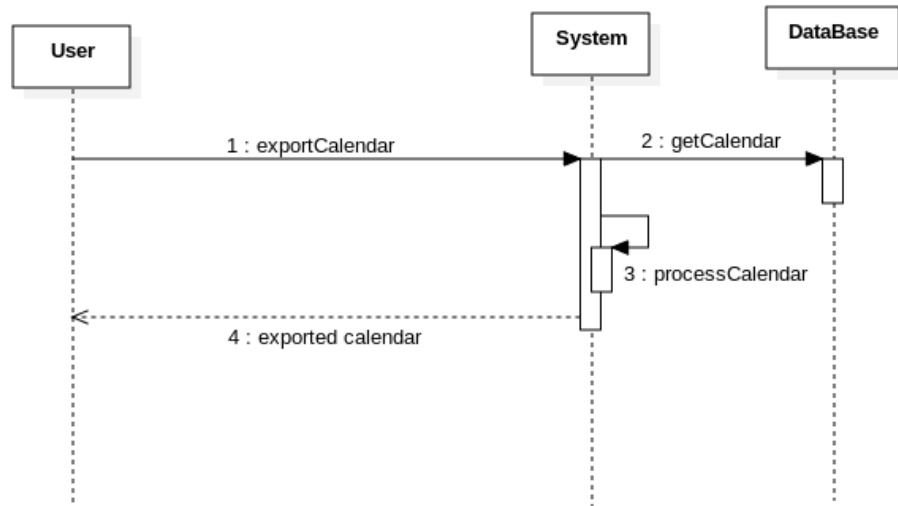 User
System
DataBase
1 : exportCalendar
2 : getCalendar
3 : processCalendar
4 : exported calendar